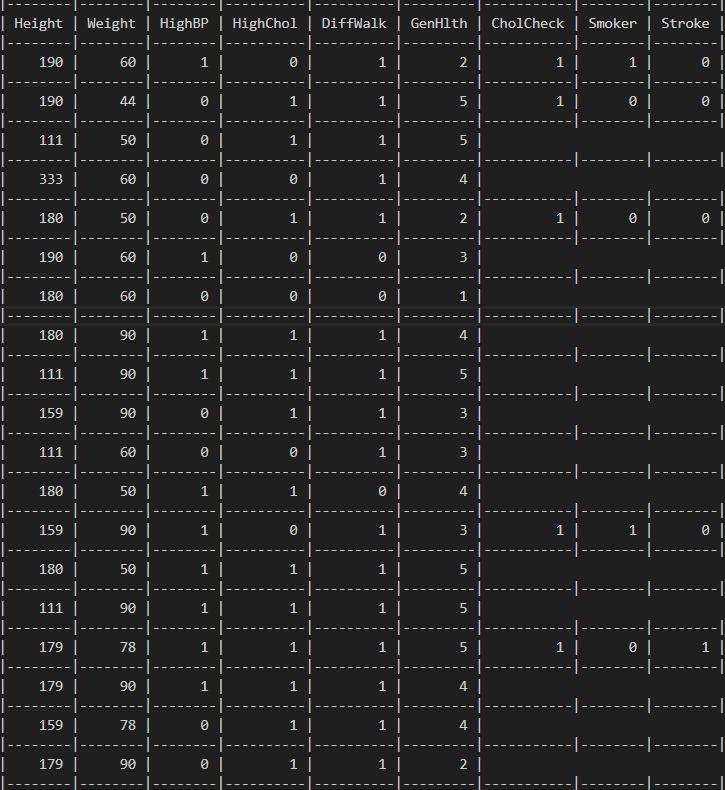 |--------|--------|--------|----------|----------|---------|-----------|--------|--------|
| Height | Weight | HighBP | HighChol | DiffWalk | GenHlth | CholCheck | Smoker | Stroke |
|--------|--------|--------|----------|----------|---------|-----------|--------|--------|
| 190 | 60 | 1 | 0 | 1 | 2 | 1 | 1 | 0 |
|--------|--------|--------|----------|----------|---------|-----------|--------|--------|
| 190 | 44 | 0 | 1 | 1 | 5 | 1 | 0 | 0 |
|--------|--------|--------|----------|----------|---------|-----------|--------|--------|
| 111 | 50 | 0 | 1 | 1 | 5 |
|--------|--------|--------|----------|----------|---------|-----------|--------|--------|
| 333 | 60 | 0 | 0 | 1 | 4 |
|--------|--------|--------|----------|----------|---------|-----------|--------|--------|
| 180 | 50 | 0 | 1 | 1 | 2 | 1 | 0 | 0 |
|--------|--------|--------|----------|----------|---------|-----------|--------|--------|
| 190 | 60 | 1 | 0 | 0 | 3 |
|--------|--------|--------|----------|----------|---------|-----------|--------|--------|
| 180 | 60 | 0 | 0 | 0 | 1 |
|--------|--------|--------|----------|----------|---------|-----------|--------|--------|
| 180 | 90 | 1 | 1 | 1 | 4 |
|--------|--------|--------|----------|----------|---------|-----------|--------|--------|
| 111 | 90 | 1 | 1 | 1 | 5 |
|--------|--------|--------|----------|----------|---------|-----------|--------|--------|
| 159 | 90 | 0 | 1 | 1 | 3 |
|--------|--------|--------|----------|----------|---------|-----------|--------|--------|
| 111 | 60 | 0 | 0 | 1 | 3 |
|--------|--------|--------|----------|----------|---------|-----------|--------|--------|
| 180 | 50 | 1 | 1 | 0 | 4 |
|--------|--------|--------|----------|----------|---------|-----------|--------|--------|
| 159 | 90 | 1 | 0 | 1 | 3 | 1 | 1 | 0 |
|--------|--------|--------|----------|----------|---------|-----------|--------|--------|
| 180 | 50 | 1 | 1 | 1 | 5 |
|--------|--------|--------|----------|----------|---------|-----------|--------|--------|
| 111 | 90 | 1 | 1 | 1 | 5 |
|--------|--------|--------|----------|----------|---------|-----------|--------|--------|
| 179 | 78 | 1 | 1 | 1 | 5 | 1 | 0 | 1 |
|--------|--------|--------|----------|----------|---------|-----------|--------|--------|
| 179 | 90 | 1 | 1 | 1 | 4 |
|--------|--------|--------|----------|----------|---------|-----------|--------|--------|
| 159 | 78 | 0 | 1 | 1 | 4 |
|--------|--------|--------|----------|----------|---------|-----------|--------|--------|
| 179 | 90 | 0 | 1 | 1 | 2 |
|--------|--------|--------|----------|----------|---------|-----------|--------|--------|